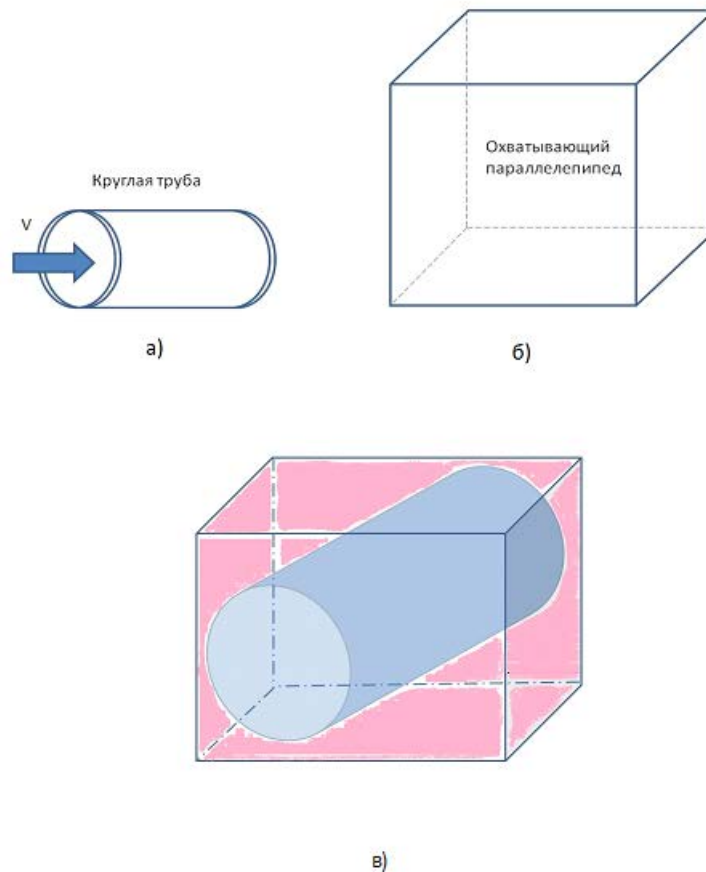 Круглая труба
V
а)
Охватывающий
параллелепипед
б)
в)